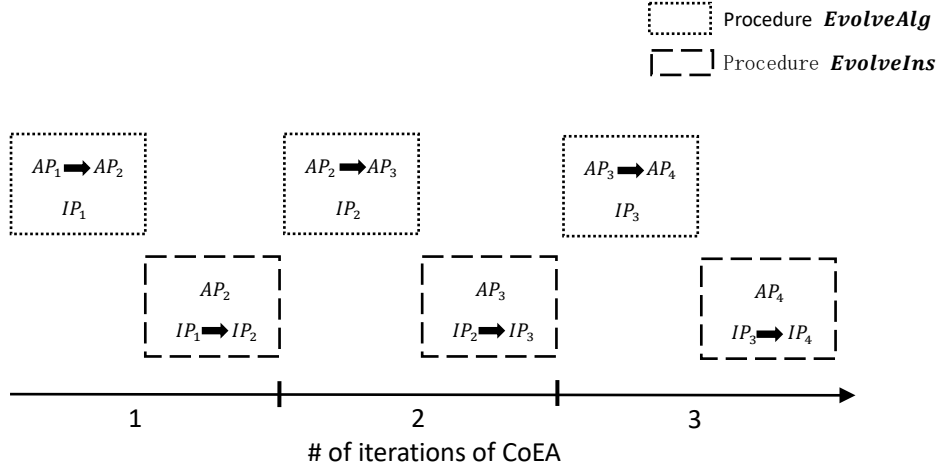 Procedure EvolveAlg
Procedure EvolveIns
AP₁ → AP₂
IP₁
AP₂ → AP₃
IP₂
AP₃ → AP₄
IP₃
AP₂
IP₁ → IP₂
AP₃
IP₂ → IP₃
AP₄
IP₃ → IP₄
1 2 3
# of iterations of CoEA